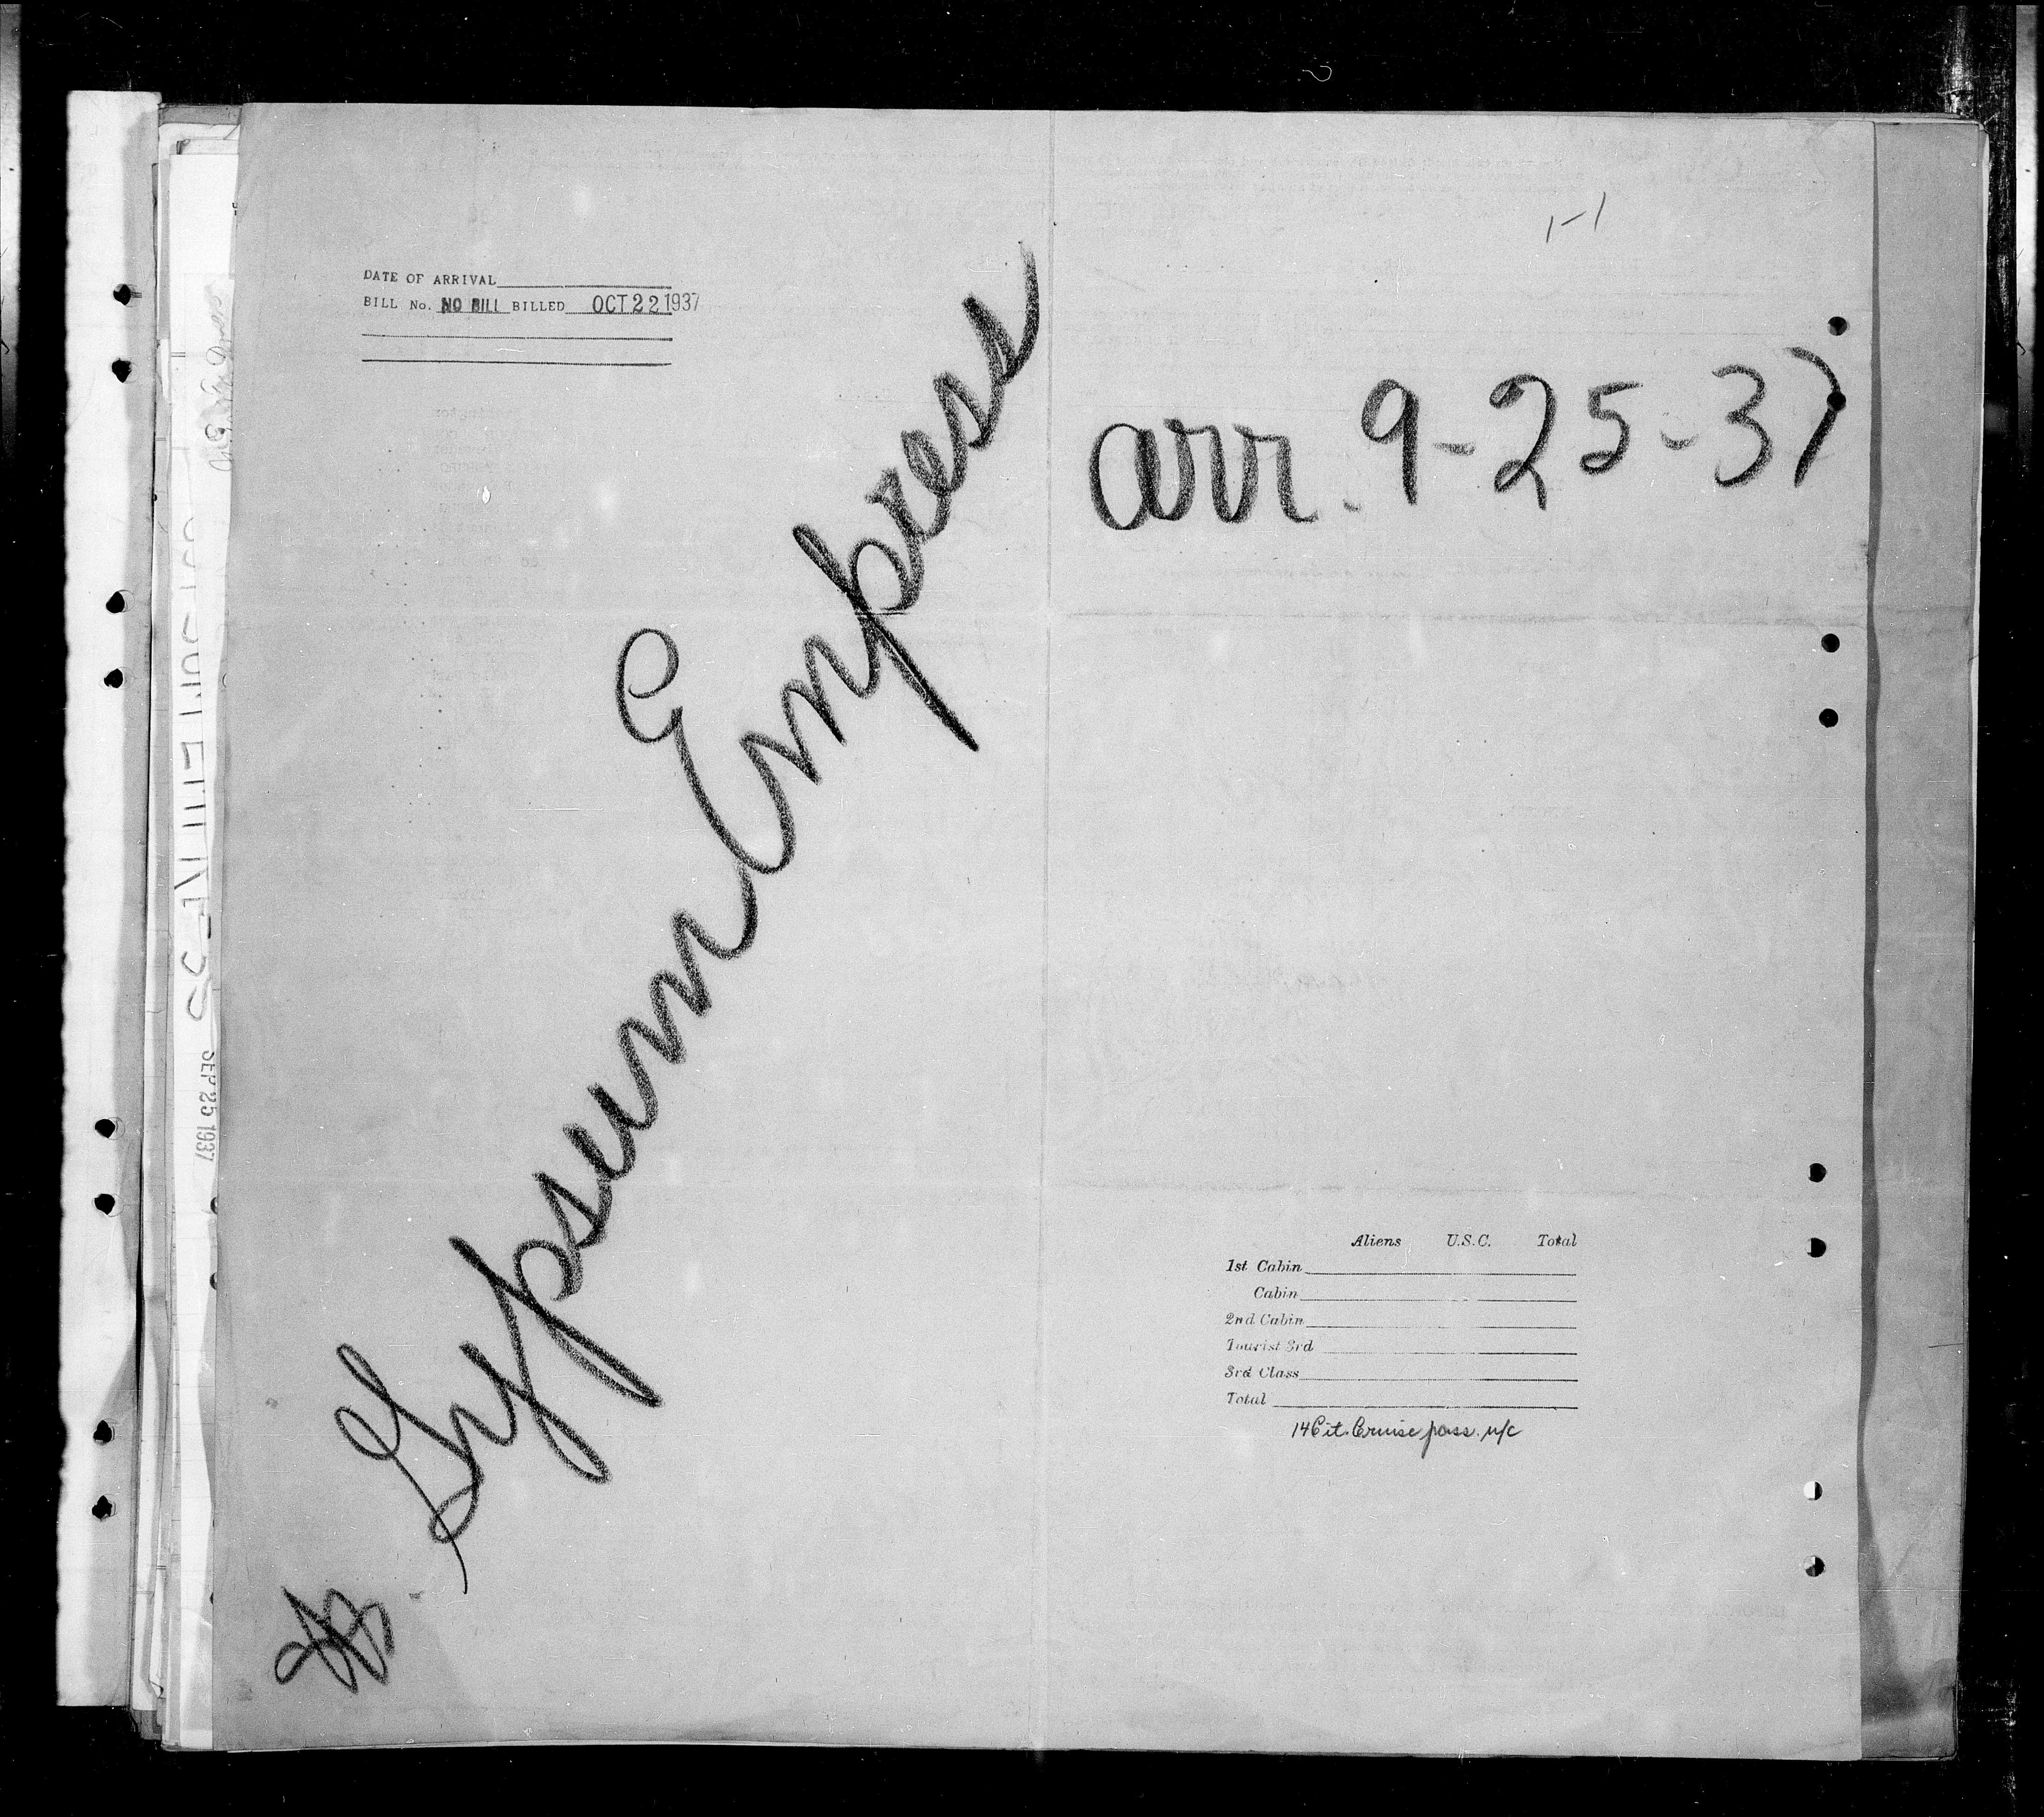 1-1
DATE OF ARRIVAL
BILL No. NO BILL BILLED OCT 22 1937
Gypsum Empress
arr. 9-25-37
SEP 25 1937
Aliens U.S.C. Total
1st Cabin
Cabin
2nd Cabin
Tourist 3rd
3rd Class
Total
14 Cit. Cruise pass. n/c